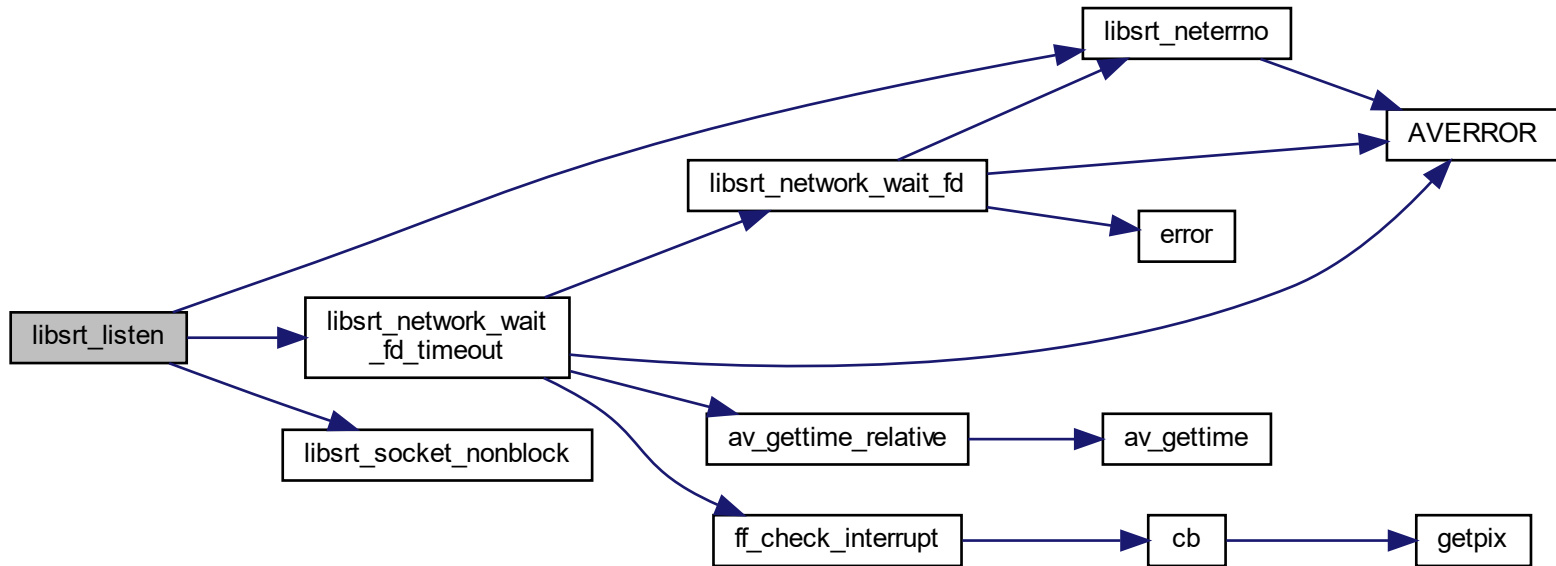 libsrt_neterrno
AVERROR
libsrt_network_wait_fd
error
libsrt_listen
libsrt_network_wait
_fd_timeout
av_gettime_relative
av_gettime
libsrt_socket_nonblock
ff_check_interrupt
cb
getpix